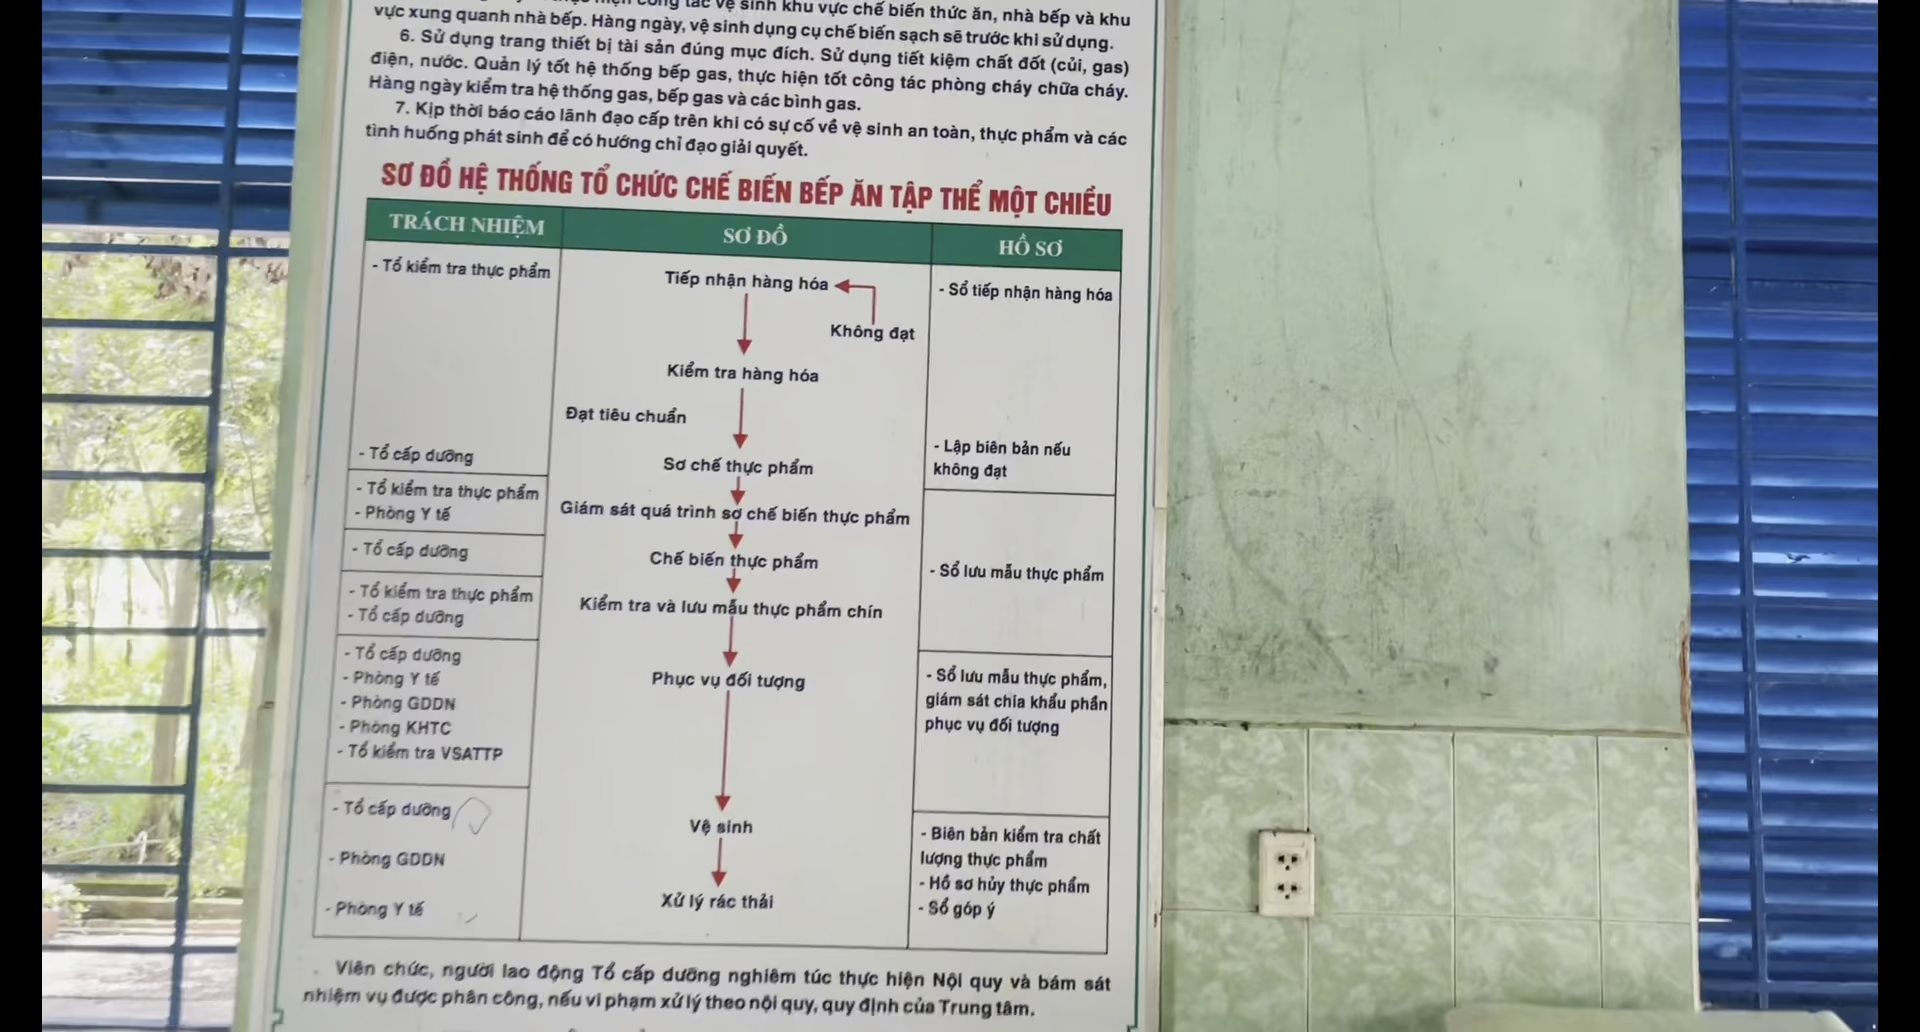 công tác vệ sinh khu vực chế biến thức ăn, nhà bếp và khu
vực xung quanh nhà bếp. Hàng ngày, vệ sinh dụng cụ chế biến sạch sẽ trước khi sử dụng.
6. Sử dụng trang thiết bị tài sản đúng mục đích. Sử dụng tiết kiệm chất đốt (củi, gas)
điện, nước. Quản lý tốt hệ thống bếp gas, thực hiện tốt công tác phòng cháy chữa cháy.
Hàng ngày kiểm tra hệ thống gas, bếp gas và các bình gas.
7. Kịp thời báo cáo lãnh đạo cấp trên khi có sự cố về vệ sinh an toàn, thực phẩm và các
tình huống phát sinh để có hướng chỉ đạo giải quyết.
SƠ ĐỒ HỆ THỐNG TỔ CHỨC CHẾ BIẾN BẾP ĂN TẬP THỂ MỘT CHIỀU
TRÁCH NHIỆM
SƠ ĐỒ
HỒ SƠ
- Tổ kiểm tra thực phẩm
- Tổ cấp dưỡng
- Tổ kiểm tra thực phẩm
- Phòng Y tế
- Tổ cấp dưỡng
- Tổ kiểm tra thực phẩm
- Tổ cấp dưỡng
- Tổ cấp dưỡng
- Phòng Y tế
- Phòng GDDN
- Phòng KHTC
- Tổ kiểm tra VSATTP
- Tổ cấp dưỡng
- Phòng GDDN
- Phòng Y tế
Tiếp nhận hàng hóa
Không đạt
Kiểm tra hàng hóa
Đạt tiêu chuẩn
Sơ chế thực phẩm
Giám sát quá trình sơ chế biến thực phẩm
Chế biến thực phẩm
Kiểm tra và lưu mẫu thực phẩm chín
Phục vụ đối tượng
Vệ sinh
Xử lý rác thải
- Sổ tiếp nhận hàng hóa
- Lập biên bản nếu
không đạt
- Sổ lưu mẫu thực phẩm
- Sổ lưu mẫu thực phẩm,
giám sát chia khẩu phần
phục vụ đối tượng
- Biên bản kiểm tra chất
lượng thực phẩm
- Hồ sơ hủy thực phẩm
- Sổ góp ý
Viên chức, người lao động Tổ cấp dưỡng nghiêm túc thực hiện Nội quy và bám sát
nhiệm vụ được phân công, nếu vi phạm xử lý theo nội quy, quy định của Trung tâm.